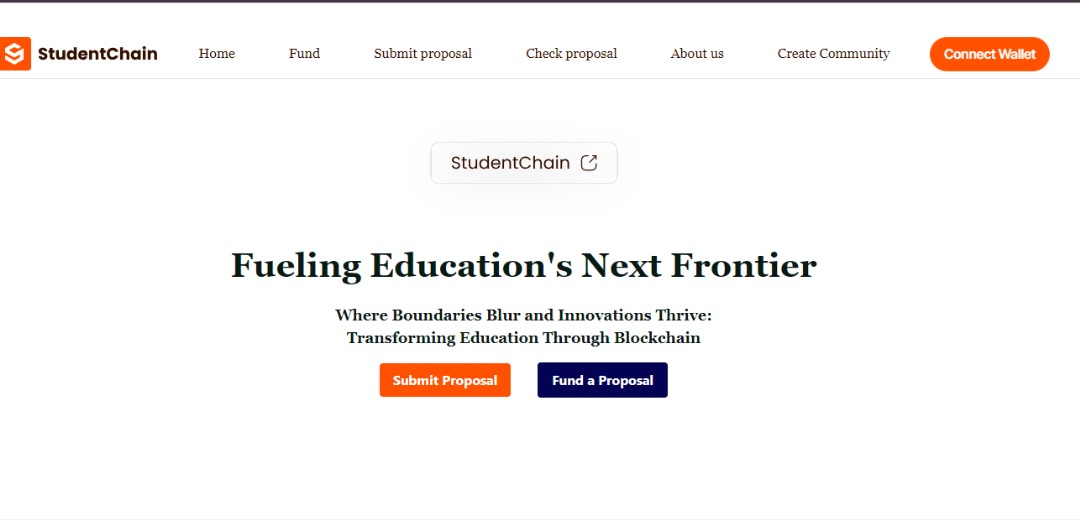 StudentChain Home Fund Submit proposal Check proposal About us Create Community Connect Wallet
StudentChain
Fueling Education's Next Frontier
Where Boundaries Blur and Innovations Thrive:
Transforming Education Through Blockchain
Submit Proposal Fund a Proposal